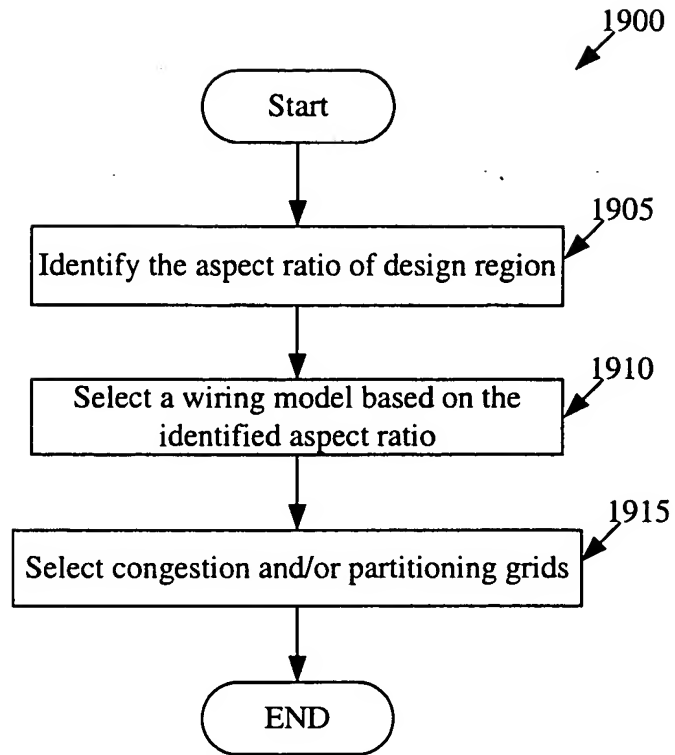 1900
Start
1905
Identify the aspect ratio of design region
1910
Select a wiring model based on the
identified aspect ratio
1915
Select congestion and/or partitioning grids
END